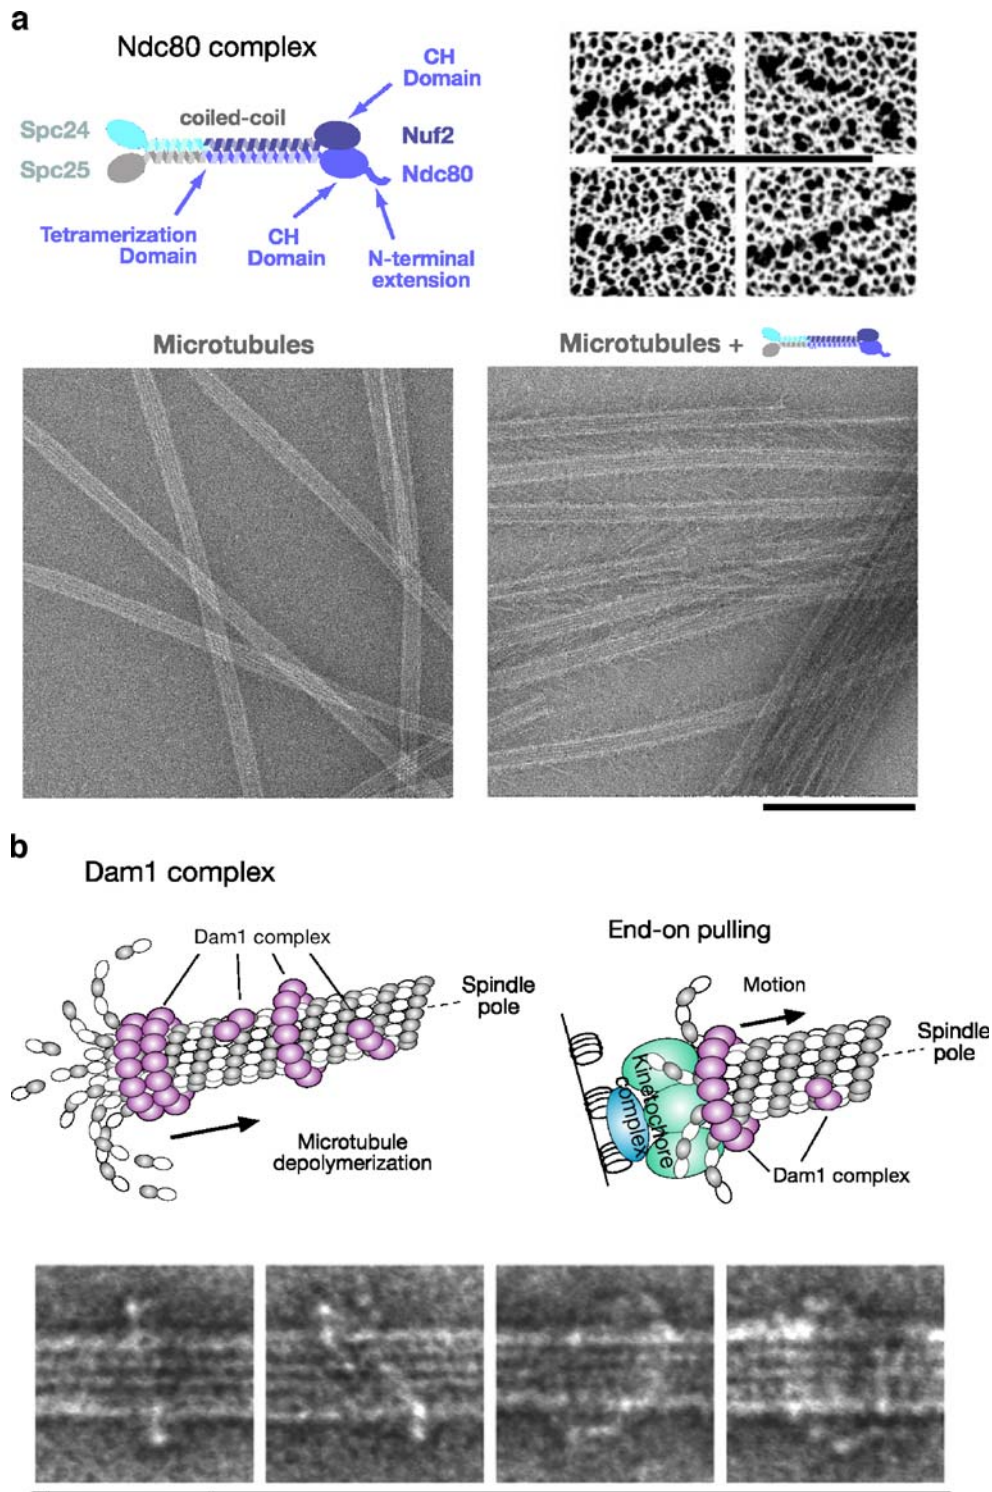 a
Ndc80 complex
CH
Domain
coiled-coil
Spc24
Nuf2
Spc25
Ndc80
Tetramerization
Domain
CH
Domain
N-terminal
extension
Microtubules
Microtubules +
b
Dam1 complex
Dam1 complex
Spindle
pole
Microtubule
depolymerization
End-on pulling
Motion
Spindle
pole
Kinetochore
complex
Dam1 complex